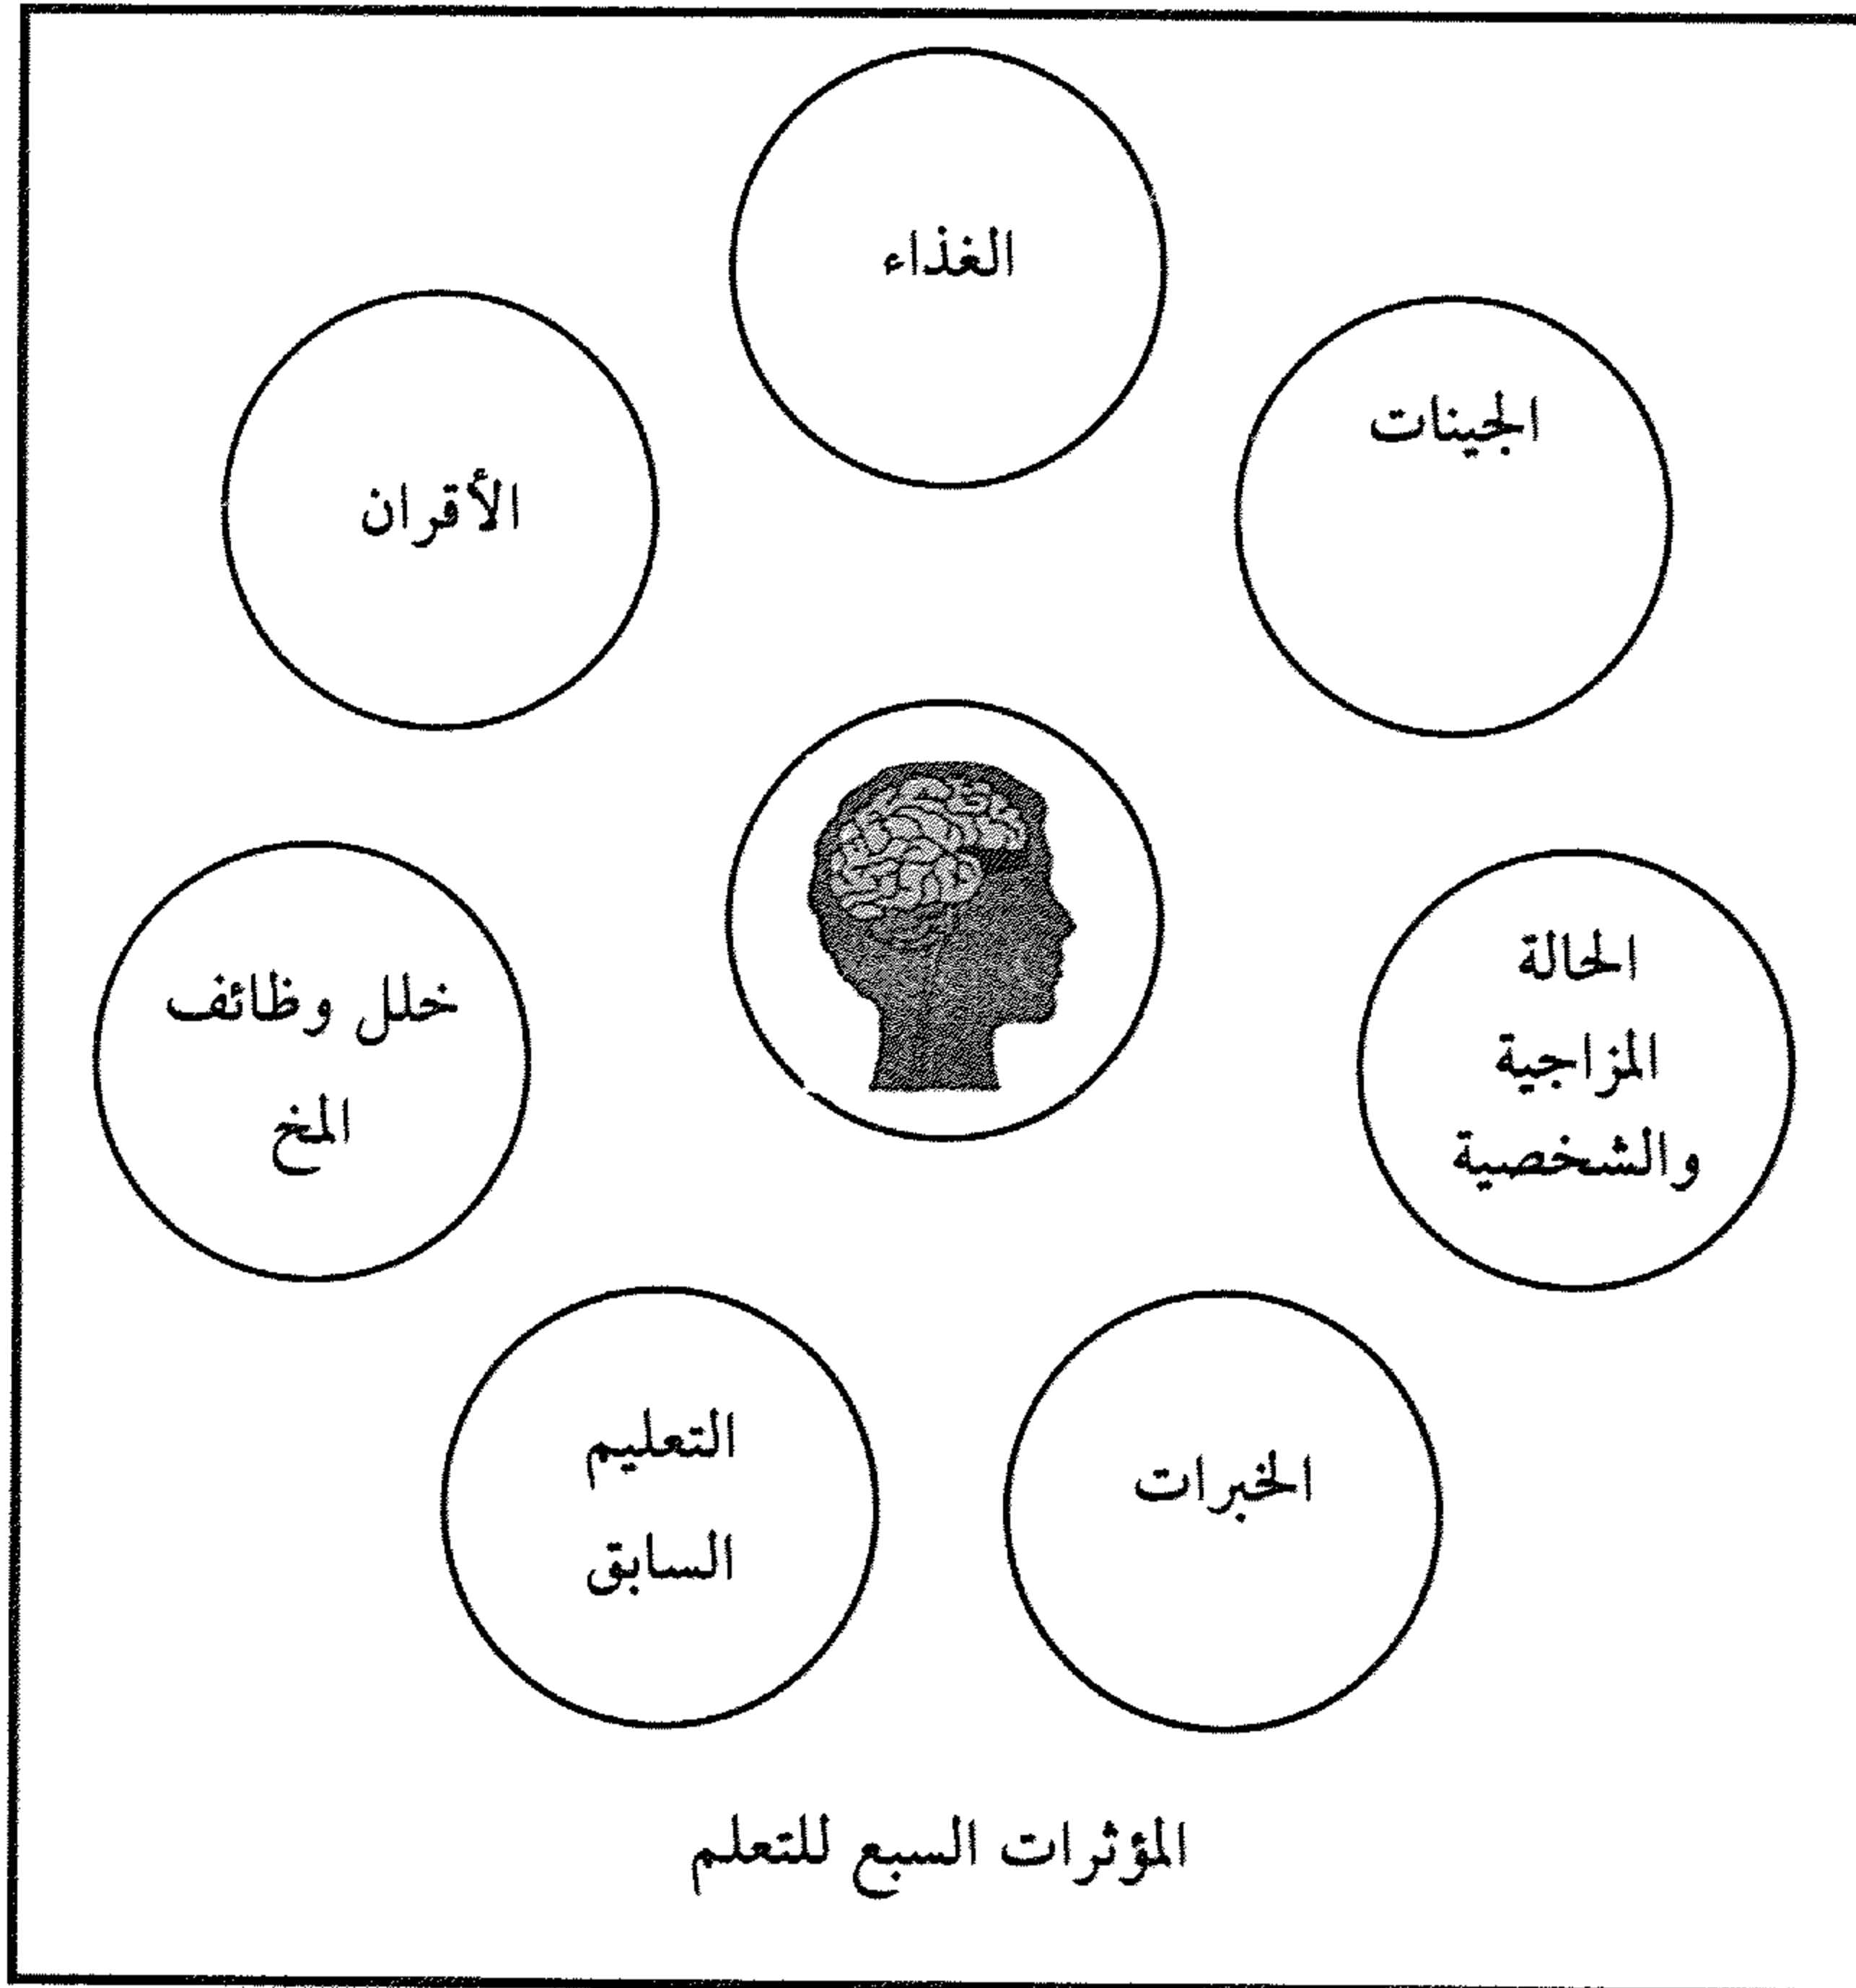 الغذاء
الجينات
الأقران
الحالة
المزاجية
والشخصية
خلل وظائف
المخ
الخبرات
التعليم
السابق
المؤثرات السبع للتعلم